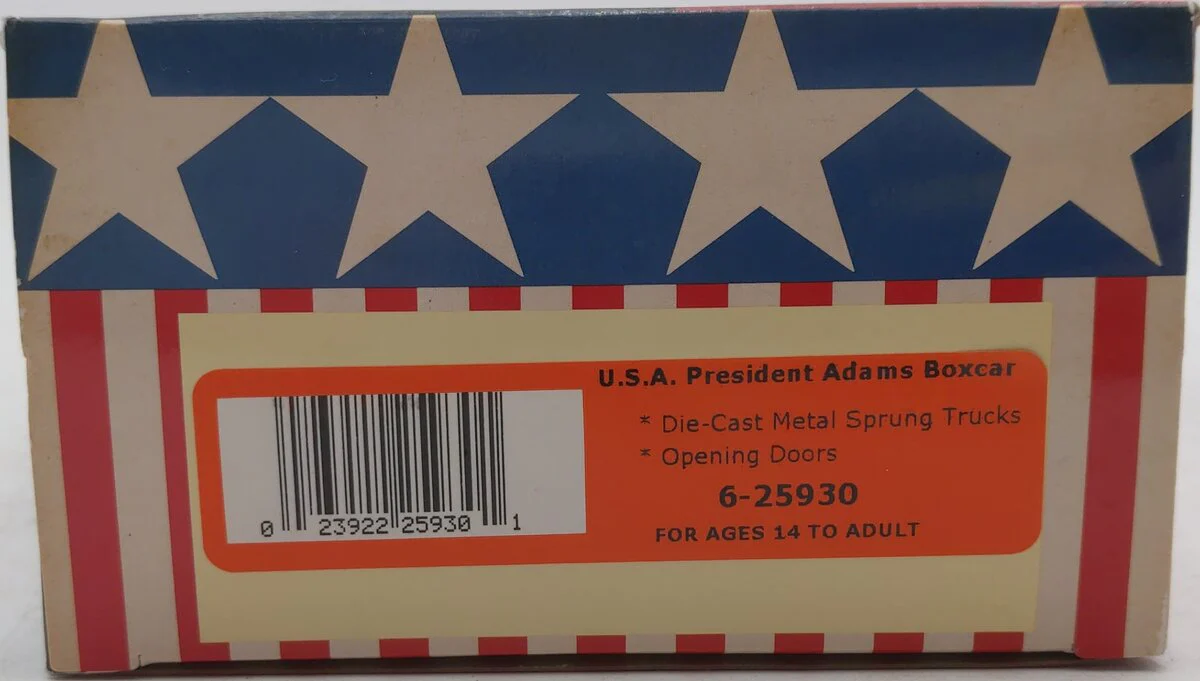 U.S.A. President Adams Boxcar
* Die-Cast Metal Sprung Trucks
* Opening Doors
6-25930
FOR AGES 14 TO ADULT
0 23922 25930 1